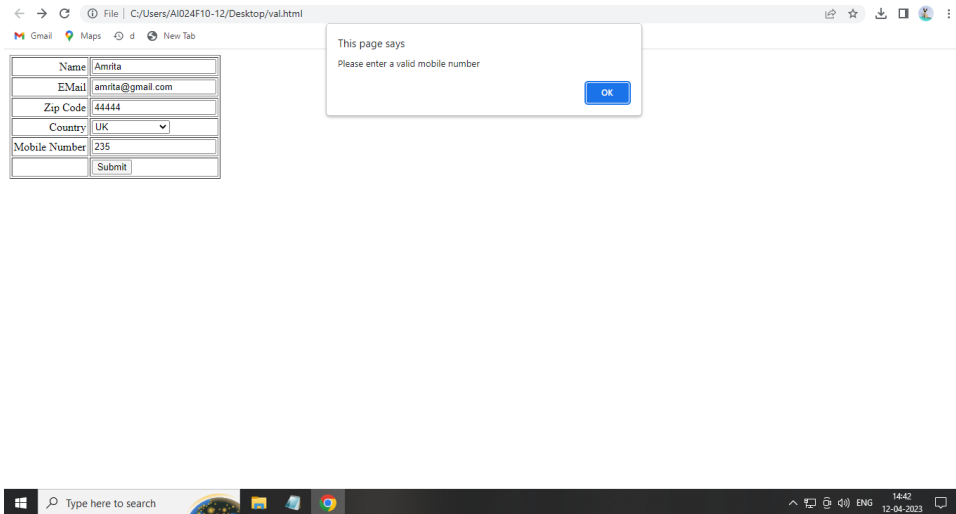 File | C:/Users/AI024F10-12/Desktop/val.html
Gmail Maps d New Tab
This page says
Please enter a valid mobile number
OK
Name Amrita
EMail amrita@gmail.com
Zip Code 44444
Country UK
Mobile Number 235
Submit
Type here to search
ENG
14:42
12-04-2023